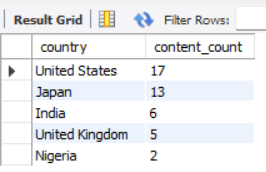 Result Grid Filter Rows:
country content_count
United States 17
Japan 13
India 6
United Kingdom 5
Nigeria 2